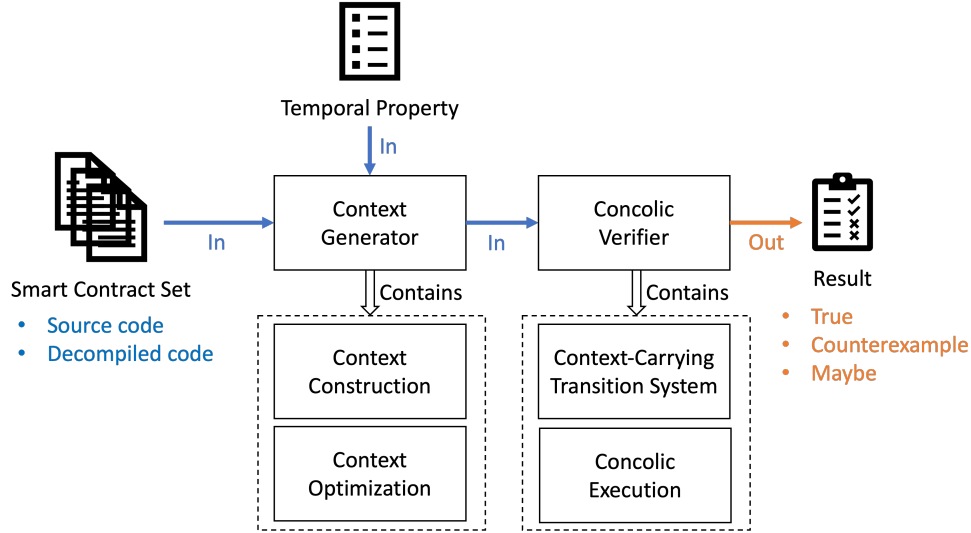 Temporal Property
In
Smart Contract Set
• Source code
• Decompiled code
In
Context
Generator
In
Concolic
Verifier
Out
Result
• True
• Counterexample
• Maybe
Contains
Contains
Context
Construction
Context
Optimization
Context-Carrying
Transition System
Concolic
Execution